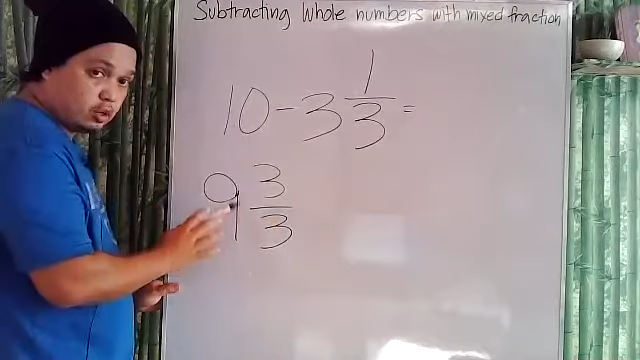 Subtracting Whole numbers with mixed fraction
10 - 3 1/3 =
9 3/3